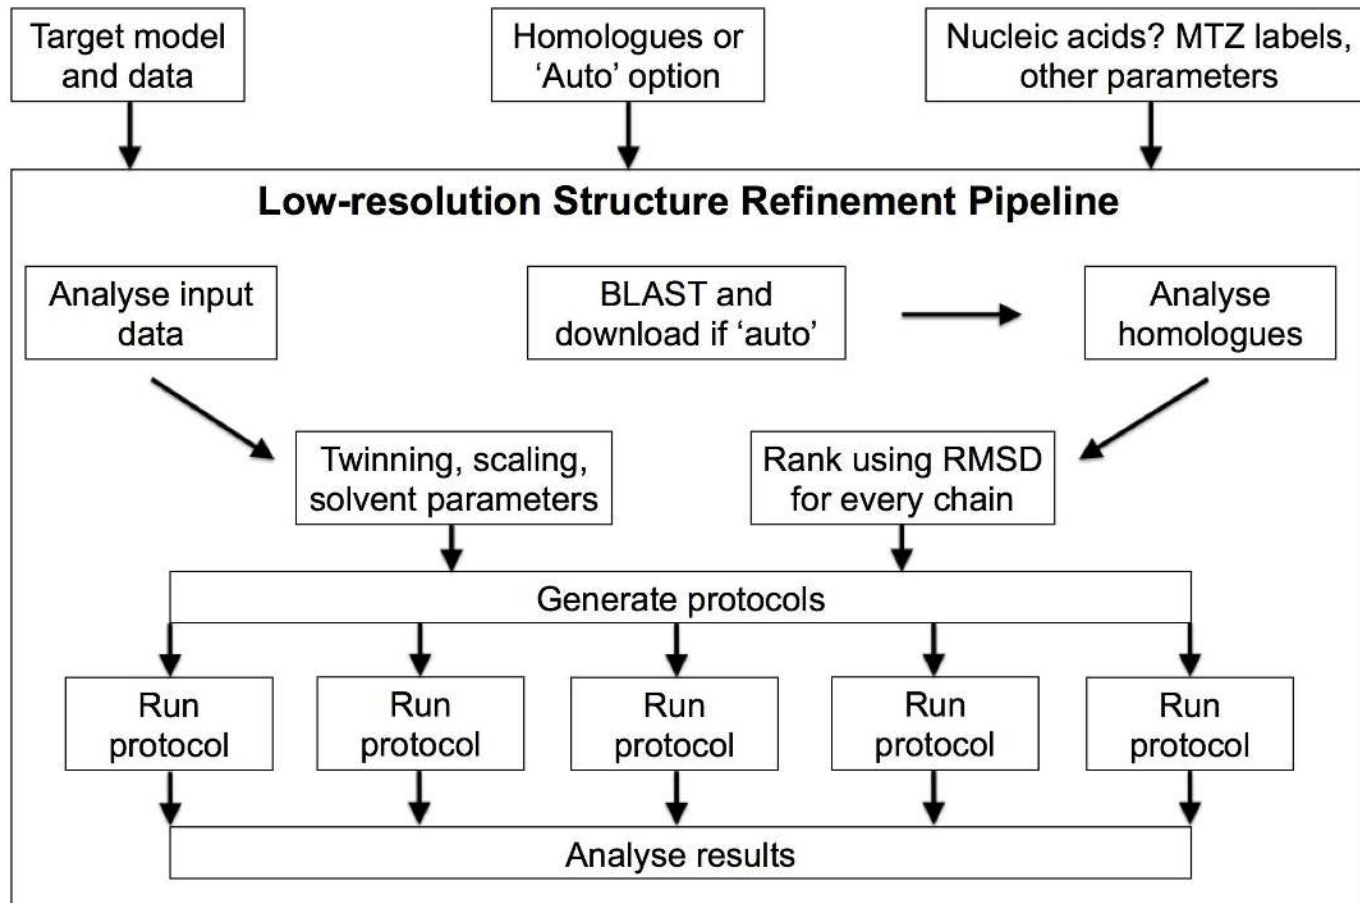 Target model
and data
Homologues or
‘Auto’ option
Nucleic acids? MTZ labels,
other parameters
Low-resolution Structure Refinement Pipeline
Analyse input
data
BLAST and
download if ‘auto’
Analyse
homologues
Twinning, scaling,
solvent parameters
Rank using RMSD
for every chain
Generate protocols
Run
protocol
Run
protocol
Run
protocol
Run
protocol
Run
protocol
Analyse results